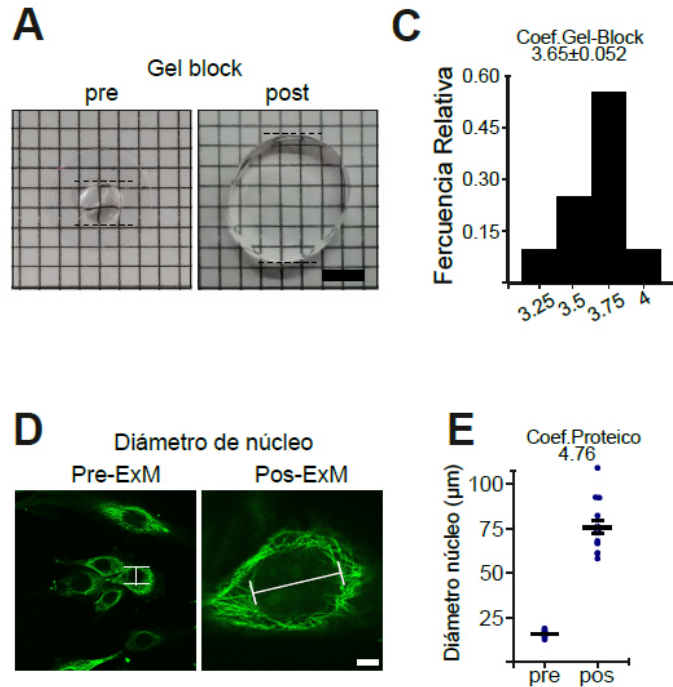 A
Gel block
pre
post
C
Coef.Gel-Block
3.65±0.052
Fercuencia Relativa
0.60
0.45
0.30
0.15
3.25
3.5
3.75
4
D
Diámetro de núcleo
Pre-ExM
Pos-ExM
E
Coef.Proteico
4.76
Diámetro núcleo (µm)
100
75
50
25
pre
pos